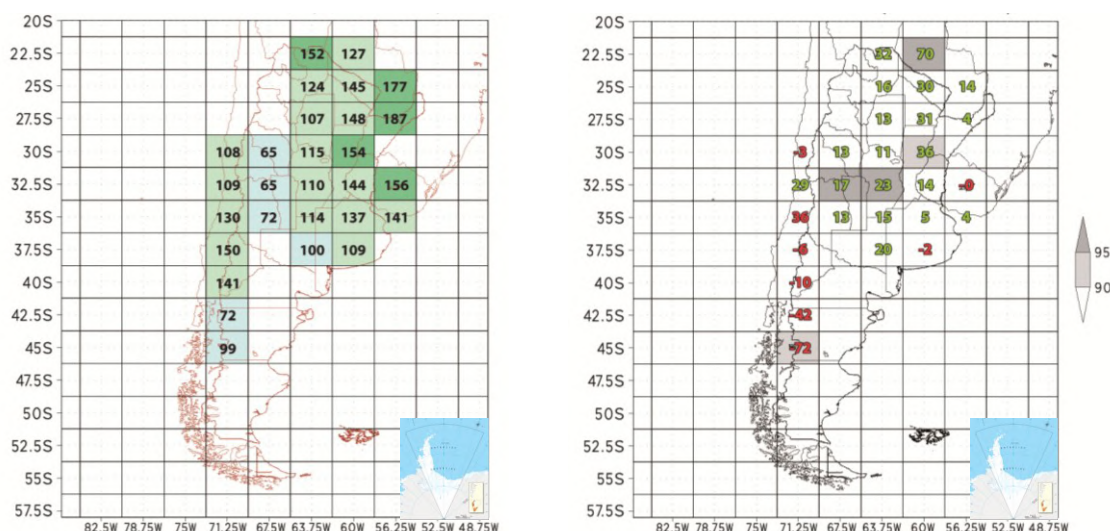 20S
22.5S 152 127
25S 124 145 177
27.5S 107 148 187
30S 108 65 115 154
32.5S 109 65 110 144 156
35S 130 72 114 137 141
37.5S 150 100 109
40S 141
42.5S 72
45S 99
47.5S
50S
52.5S
55S
57.5S
82.5W 78.75W 75W 71.25W 67.5W 63.75W 60W 56.25W 52.5W 48.75W
20S
22.5S 32 70
25S 16 30 14
27.5S 13 31 4
30S -3 13 11 36
32.5S 29 17 23 14 -0
35S 36 13 15 5 4
37.5S -6 20 -2
40S -10
42.5S -42
45S -72
47.5S
50S
52.5S
55S
57.5S
82.5W 78.75W 75W 71.25W 67.5W 63.75W 60W 56.25W 52.5W 48.75W
95
90